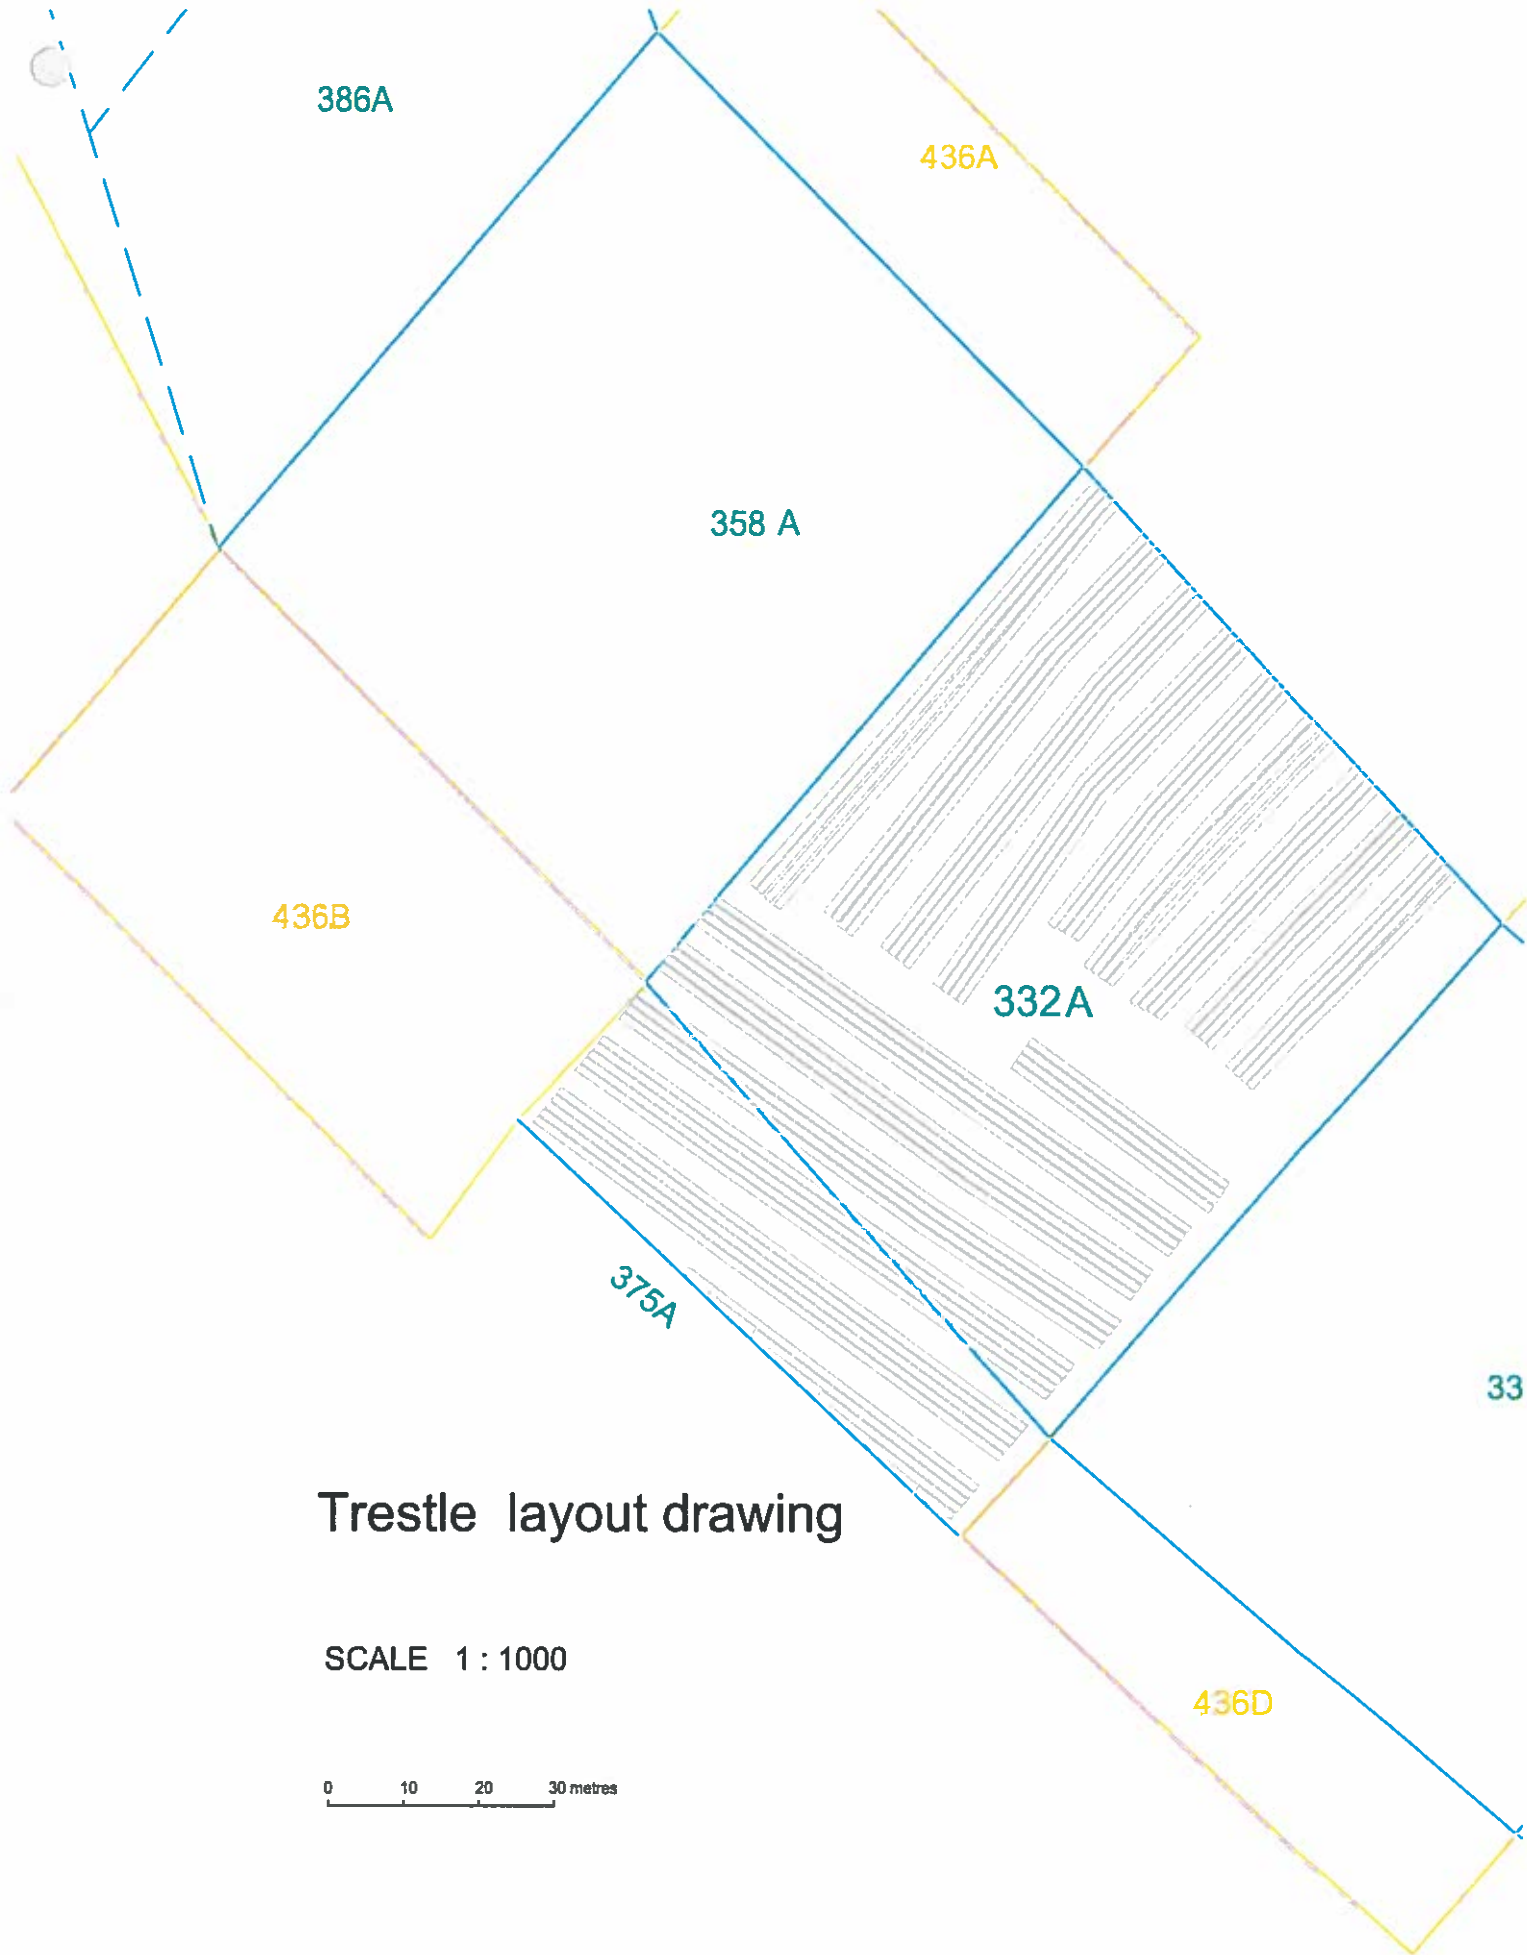 386A
436A
358 A
436B
332A
375A
33
Trestle layout drawing
SCALE 1 : 1000
436D
0 10 20 30 metres